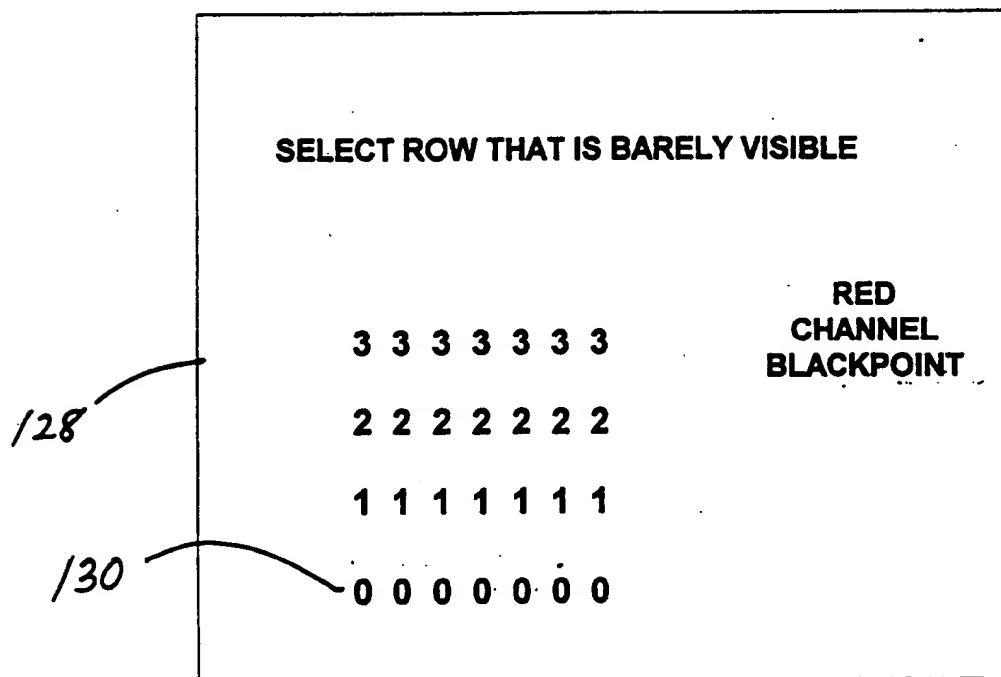 SELECT ROW THAT IS BARELY VISIBLE
RED
CHANNEL
BLACKPOINT
3 3 3 3 3 3 3
2 2 2 2 2 2 2
1 1 1 1 1 1 1
0 0 0 0 0 0 0
128
130